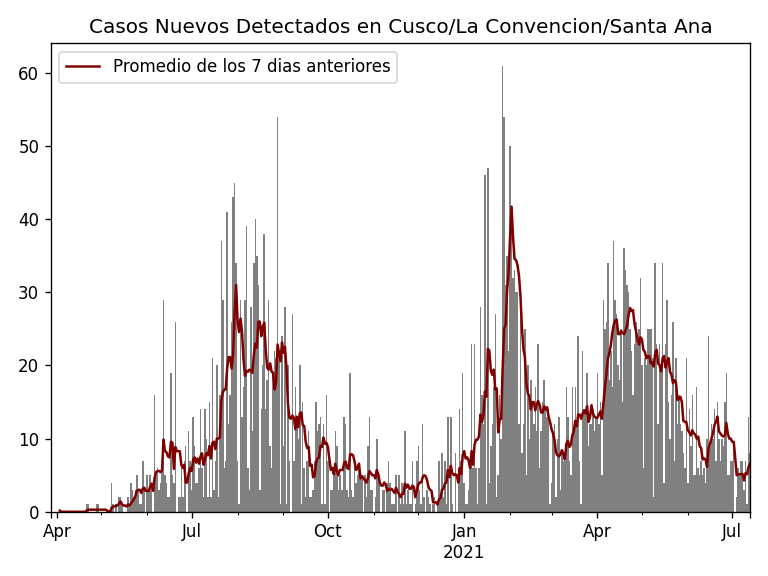 Casos Nuevos Detectados en Cusco/La Convencion/Santa Ana
Promedio de los 7 dias anteriores
60
50
40
30
20
10
0
Apr Jul Oct Jan Apr Jul
2021